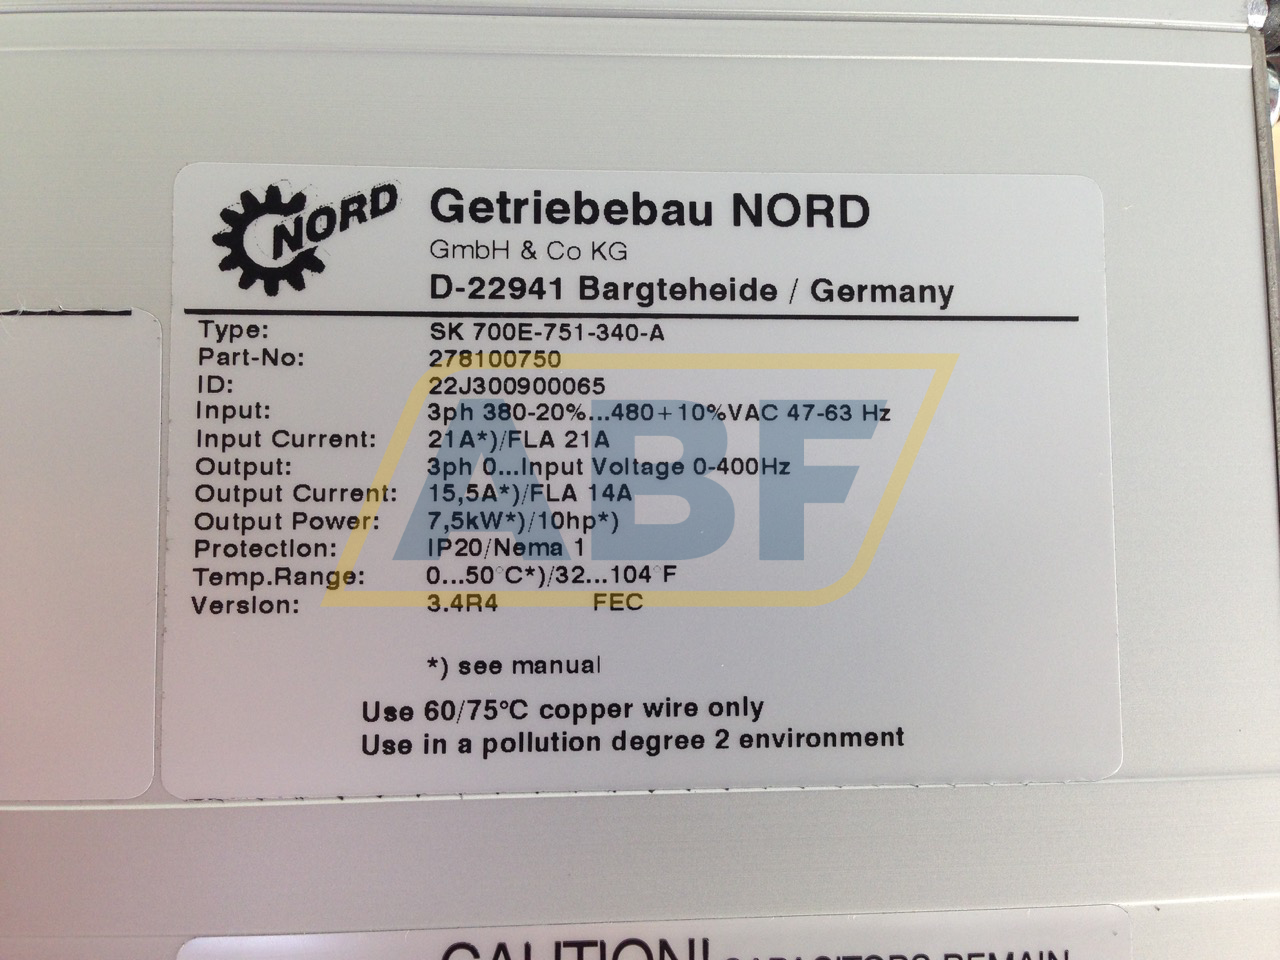 NORD
Getriebebau NORD
GmbH & Co KG
D-22941 Bargteheide / Germany
Type: SK 700E-751-340-A
Part-No: 278100750
ID: 22J300900065
Input: 3ph 380-20%...480+10%VAC 47-63 Hz
Input Current: 21A*)/FLA 21A
Output: 3ph 0...Input Voltage 0-400Hz
Output Current: 15,5A*)/FLA 14A
Output Power: 7,5kW*)/10hp*)
Protection: IP20/Nema 1
Temp.Range: 0...50°C*)/32...104°F
Version: 3.4R4 FEC
*) see manual
Use 60/75°C copper wire only
Use in a pollution degree 2 environment
ABF
CAUTION! CAPACITORS REMAIN